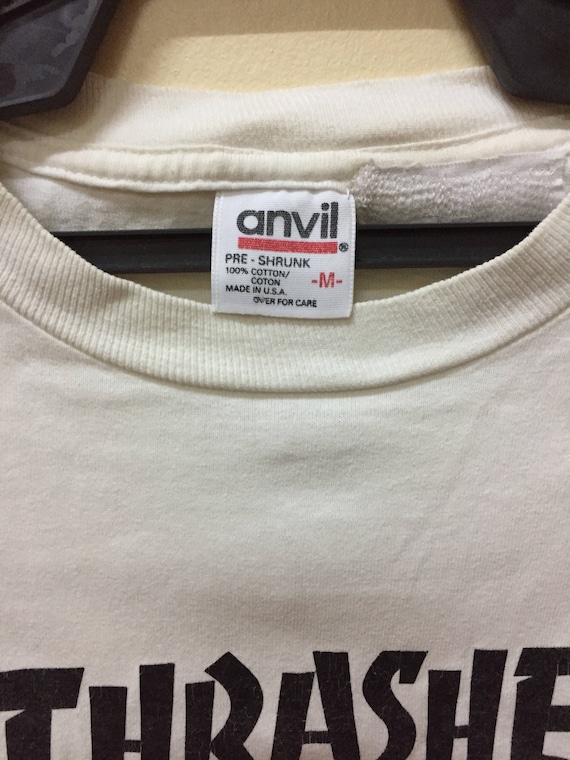 anvil®
PRE - SHRUNK
100% COTTON/
COTON
-M-
MADE IN U.S.A.
OVER FOR CARE
THRASHE